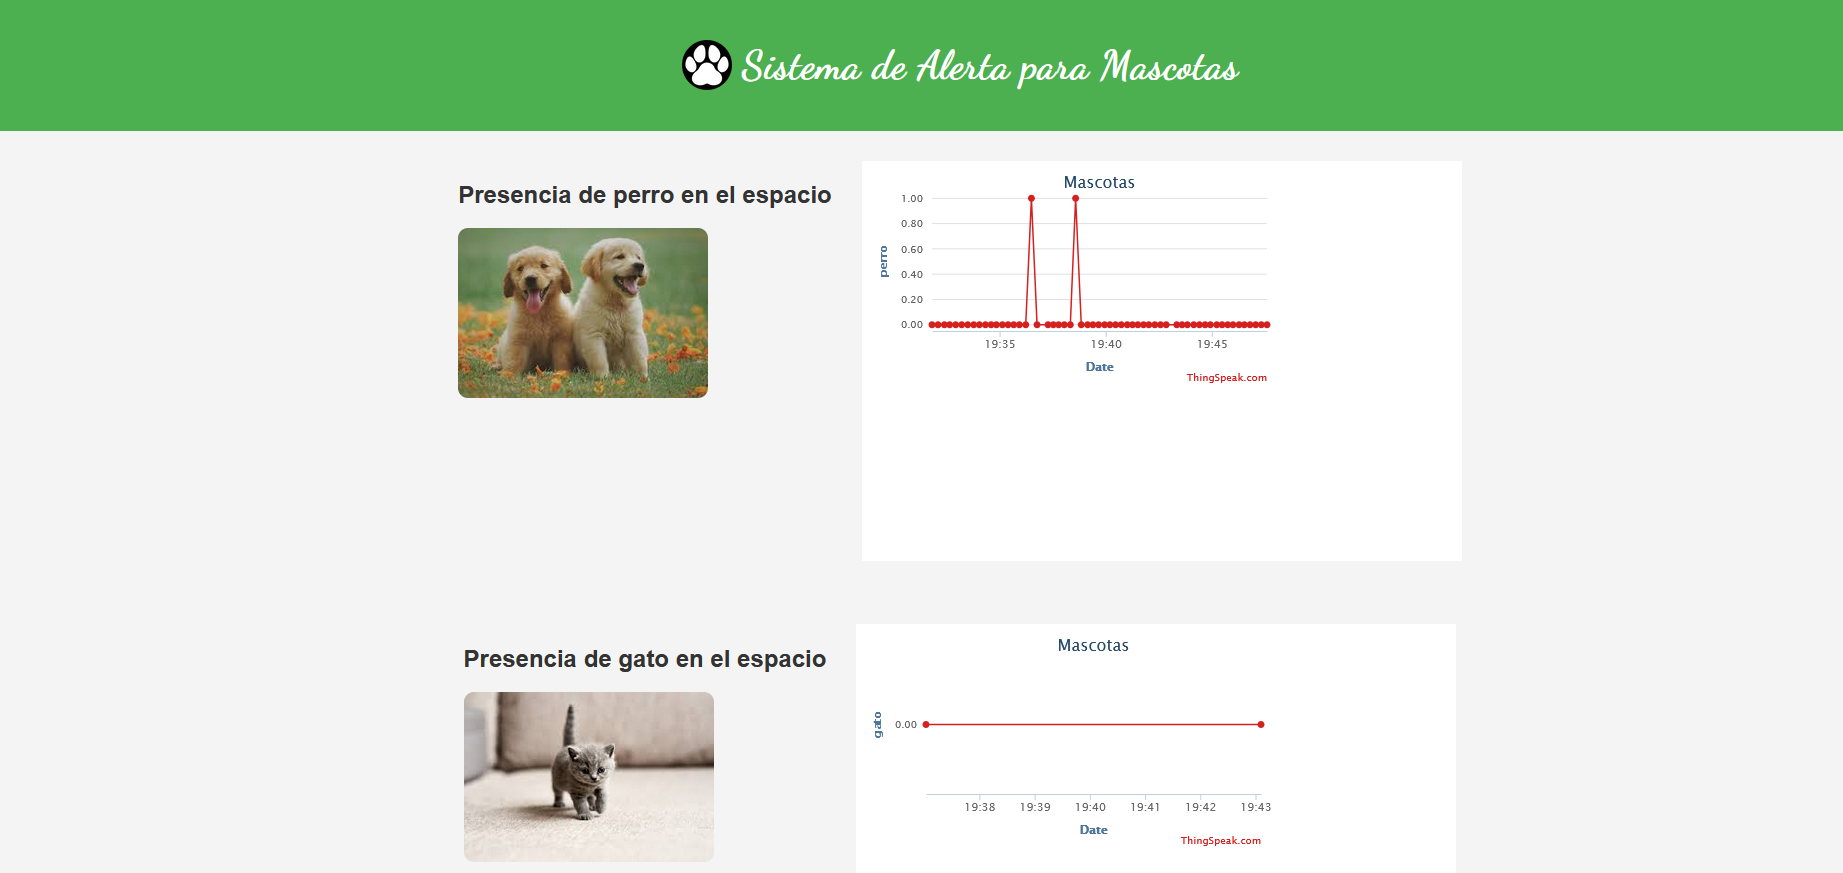 Sistema de Alerta para Mascotas
Presencia de perro en el espacio
Mascotas
1.00
0.80
0.60
0.40
0.20
0.00
perro
19:35 19:40 19:45
Date
ThingSpeak.com
Presencia de gato en el espacio
Mascotas
0.00
gato
19:38 19:39 19:40 19:41 19:42 19:43
Date
ThingSpeak.com